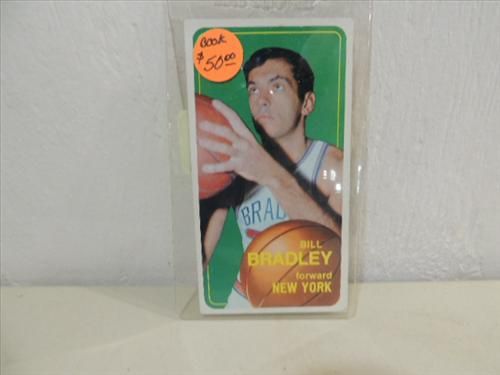 BOOK
$50.00
BRAD
BILL
BRADLEY
forward
NEW YORK